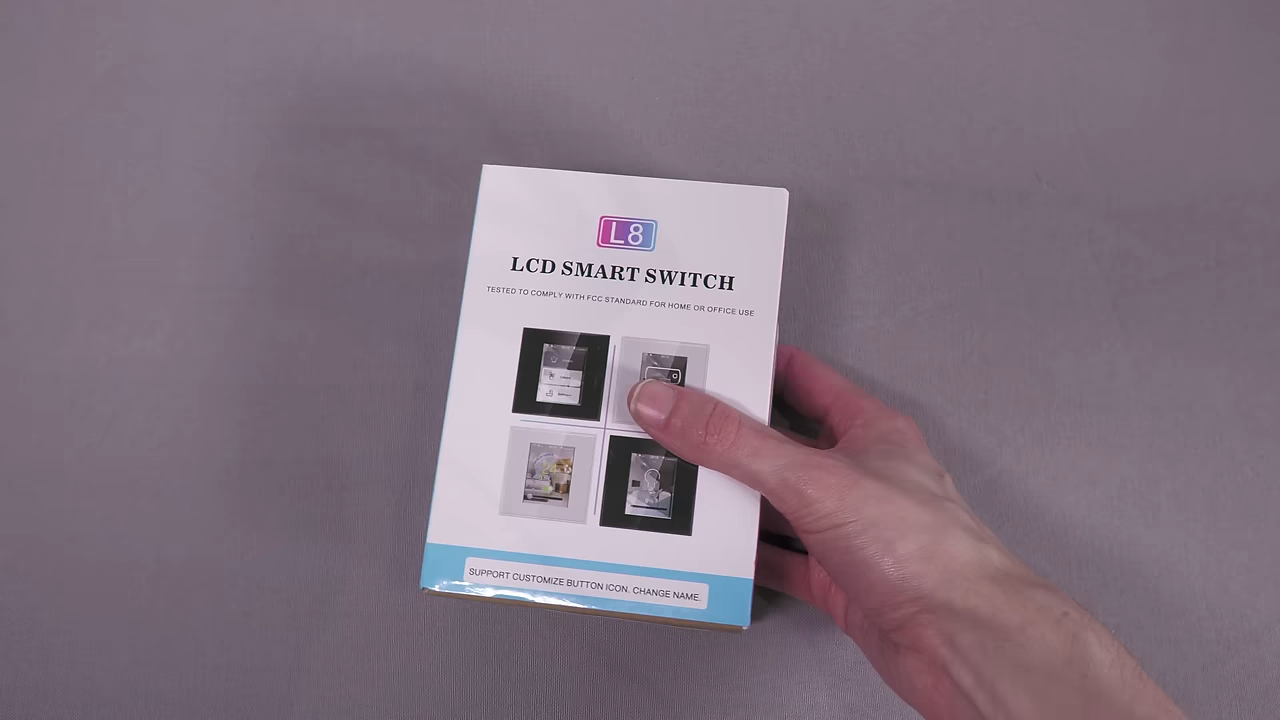 L8
LCD SMART SWITCH
TESTED TO COMPLY WITH FCC STANDARD FOR HOME OR OFFICE USE
SUPPORT CUSTOMIZE BUTTON ICON. CHANGE NAME.